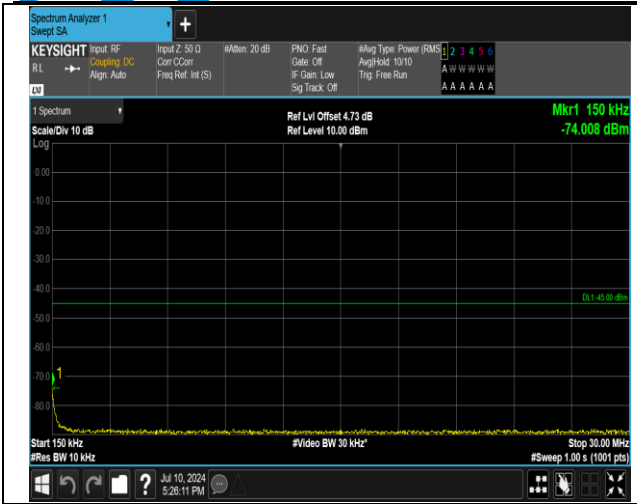 Spectrum Analyzer 1
Swept SA
+
KEYSIGHT
RL
LXI
Input: RF
Coupling: DC
Align: Auto
Input Z: 50 Ω
Corr CCorr
Freq Ref: Int (S)
#Atten: 20 dB
PNO: Fast
Gate: Off
IF Gain: Low
Sig Track: Off
#Avg Type: Power (RMS
Avg|Hold: 10/10
Trig: Free Run
1 2 3 4 5 6
A W W W W W
A A A A A A
1 Spectrum
Scale/Div 10 dB
Log
Ref Lvl Offset 4.73 dB
Ref Level 10.00 dBm
Mkr1 150 kHz
-74.008 dBm
0.00
-10.0
-20.0
-30.0
-40.0
DL1 -45.00 dBm
-50.0
-60.0
-70.0
1
-80.0
Start 150 kHz
#Video BW 30 kHz*
Stop 30.00 MHz
#Res BW 10 kHz
#Sweep 1.00 s (1001 pts)
?
Jul 10, 2024
5:26:11 PM